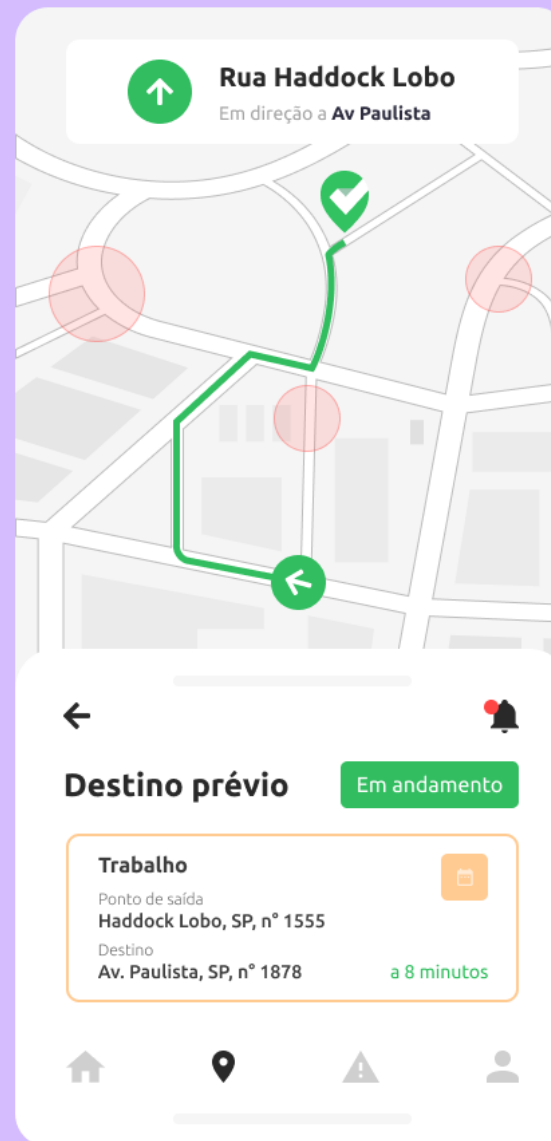 Rua Haddock Lobo
Em direção a Av Paulista
Destino prévio
Em andamento
Trabalho
Ponto de saída
Haddock Lobo, SP, n° 1555
Destino
Av. Paulista, SP, n° 1878
a 8 minutos